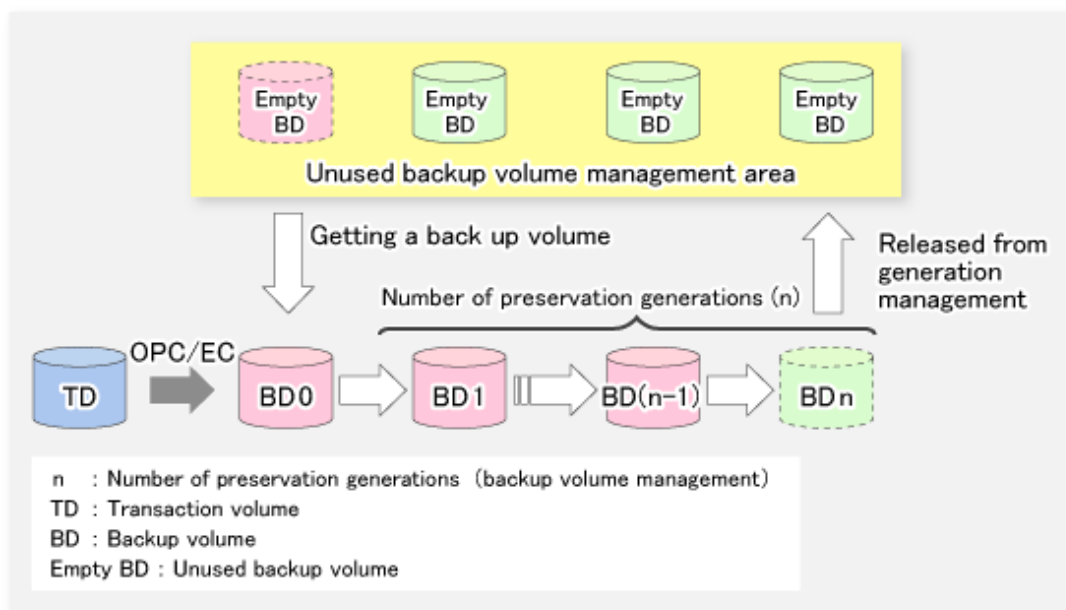 Empty
BD
Empty
BD
Empty
BD
Empty
BD
Unused backup volume management area
Getting a back up volume
Released from
generation
management
Number of preservation generations (n)
OPC/EC
TD
BD0
BD1
BD(n-1)
BDn
n : Number of preservation generations (backup volume management)
TD : Transaction volume
BD : Backup volume
Empty BD : Unused backup volume